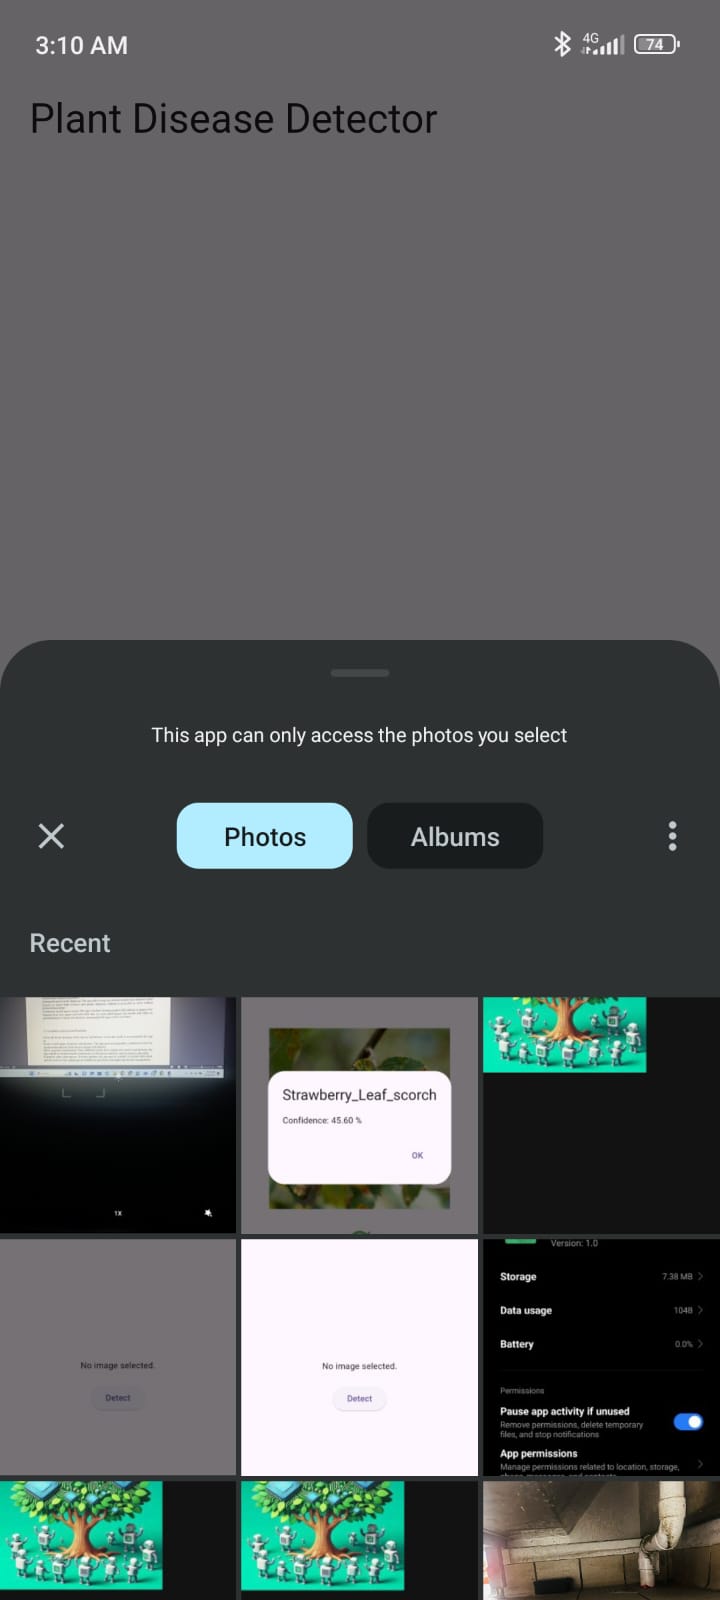 3:10 AM
4G
74
Plant Disease Detector
This app can only access the photos you select
Photos
Albums
Recent
1X
Strawberry_Leaf_scorch
Confidence: 45.60 %
OK
No image selected.
Detect
No image selected.
Detect
Version: 1.0
Storage 7.38 MB
Data usage 104B
Battery 0.0%
Permissions
Pause app activity if unused
Remove permissions, delete temporary
files, and stop notifications
App permissions
Manage permissions related to location, storage,